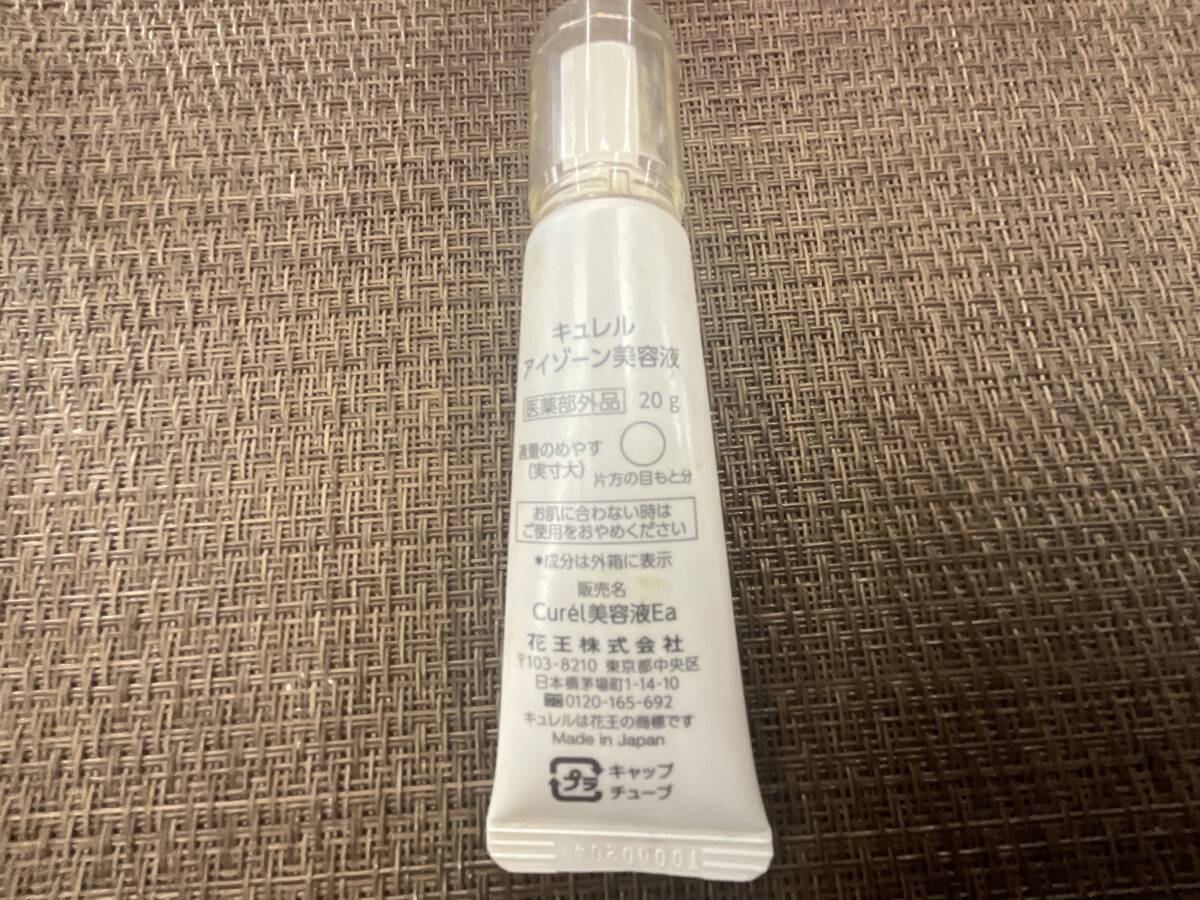 キュレル
アイゾーン美容液
医薬部外品 20g
適量のめやす
(実寸大) 片方の目もと分
お肌に合わない時は
ご使用をおやめください
*成分は外箱に表示
販売名
Curél美容液Ea
花王株式会社
〒103-8210 東京都中央区
日本橋茅場町1-14-10
0120-165-692
キュレルは花王の商標です
Made in Japan
プラ キャップ
チューブ